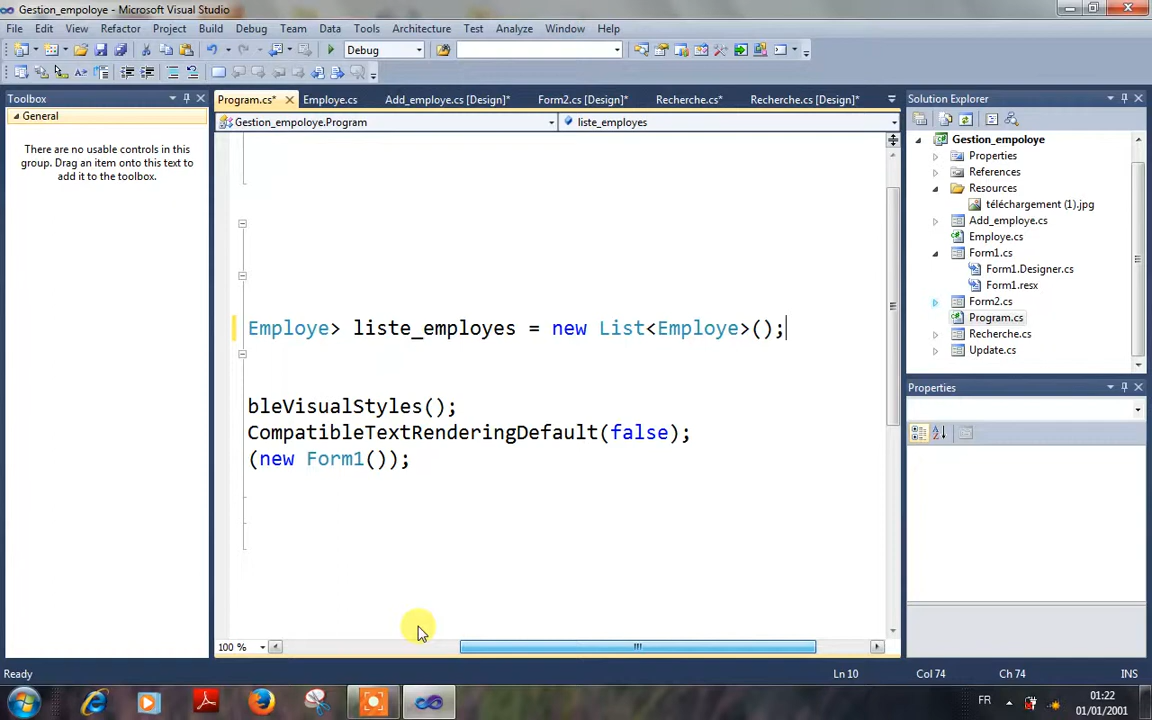 Gestion_empoloye - Microsoft Visual Studio
File Edit View Refactor Project Build Debug Team Data Tools Architecture Test Analyze Window Help
Debug
Toolbox
General
There are no usable controls in this
group. Drag an item onto this text to
add it to the toolbox.
Program.cs* Employe.cs Add_employe.cs [Design]* Form2.cs [Design]* Recherche.cs* Recherche.cs [Design]*
Gestion_empoloye.Program liste_employes
Employe> liste_employes = new List<Employe>();
bleVisualStyles();
CompatibleTextRenderingDefault(false);
(new Form1());
100 %
Solution Explorer
Gestion_empoloye
Properties
References
Resources
téléchargement (1).jpg
Add_employe.cs
Employe.cs
Form1.cs
Form1.Designer.cs
Form1.resx
Form2.cs
Program.cs
Recherche.cs
Update.cs
Properties
Ready Ln 10 Col 74 Ch 74 INS
FR 01:22
01/01/2001